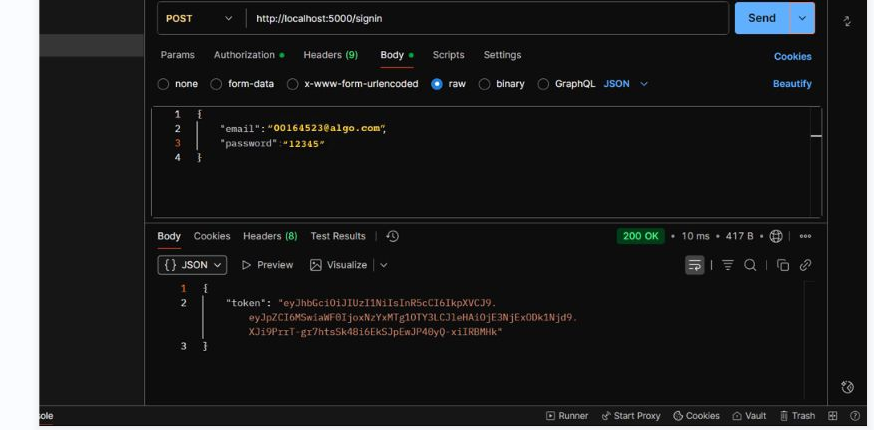 POST http://localhost:5000/signin Send
Params Authorization Headers (9) Body Scripts Settings Cookies
none form-data x-www-form-urlencoded raw binary GraphQL JSON Beautify
1 {
2 "email":"00164523@algo.com",
3 "password":"12345"
4 }
Body Cookies Headers (8) Test Results 200 OK • 10 ms • 417 B •
{} JSON Preview Visualize
1 {
2 "token": "eyJhbGciOiJIUzI1NiIsInR5cCI6IkpXVCJ9.
eyJpZCI6MSwiaWF0IjoxNzYxMTg1OTY3LCJleHAiOjE3NjExODk1Njd9.
XJi9PrrT-gr7htsSk48i6EkSJpEwJP40yQ-xiIRBMHk"
3 }
ole Runner Start Proxy Cookies Vault Trash